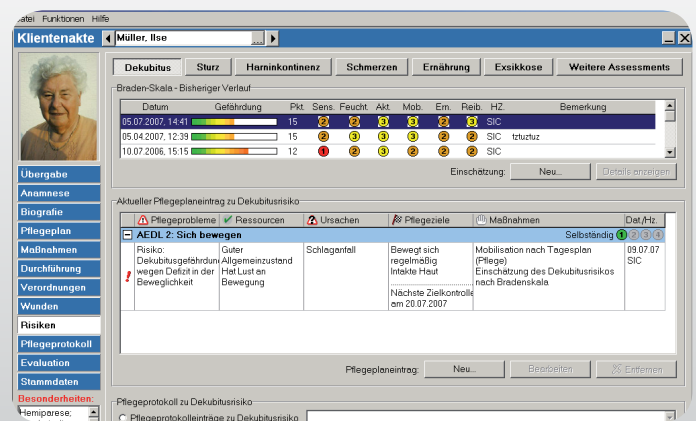 Datei Funktionen Hilfe
Klientenakte Müller, Ilse ...
Dekubitus Sturz Harninkontinenz Schmerzen Ernährung Exsikkose Weitere Assessments
Braden-Skala - Bisheriger Verlauf
Datum Gefährdung Pkt. Sens. Feucht. Akt. Mob. Ern. Reib. HZ. Bemerkung
05.07.2007, 14:41 15 2 2 3 3 2 3 SIC
05.04.2007, 12:39 15 2 3 3 3 2 2 SIC tztuztuz
10.07.2006, 15:15 12 1 2 3 2 2 2 SIC
Einschätzung: Neu... Details anzeigen
Übergabe
Anamnese
Biografie
Pflegeplan
Maßnahmen
Durchführung
Verordnungen
Wunden
Risiken
Pflegeprotokoll
Evaluation
Stammdaten
Besonderheiten:
Hemiparese;
Aktueller Pflegeplaneintrag zu Dekubitusrisiko
Pflegeprobleme Ressourcen Ursachen Pflegeziele Maßnahmen Dat./Hz.
AEDL 2: Sich bewegen Selbständig 1 2 3 4
Risiko: Guter Schlaganfall Bewegt sich Mobilisation nach Tagesplan 09.07.07
Dekubitusgefährdun Allgemeinzustand regelmäßig (Pflege) SIC
wegen Defizit in der Hat Lust an Intakte Haut Einschätzung des Dekubitusrisikos
Beweglichkeit Bewegung nach Bradenskala
Nächste Zielkontrolle
am 20.07.2007
Pflegeplaneintrag: Neu... Bearbeiten Entfernen
Pflegeprotokoll zu Dekubitusrisiko
Pflegeprotokolleinträge zu Dekubitusrisiko